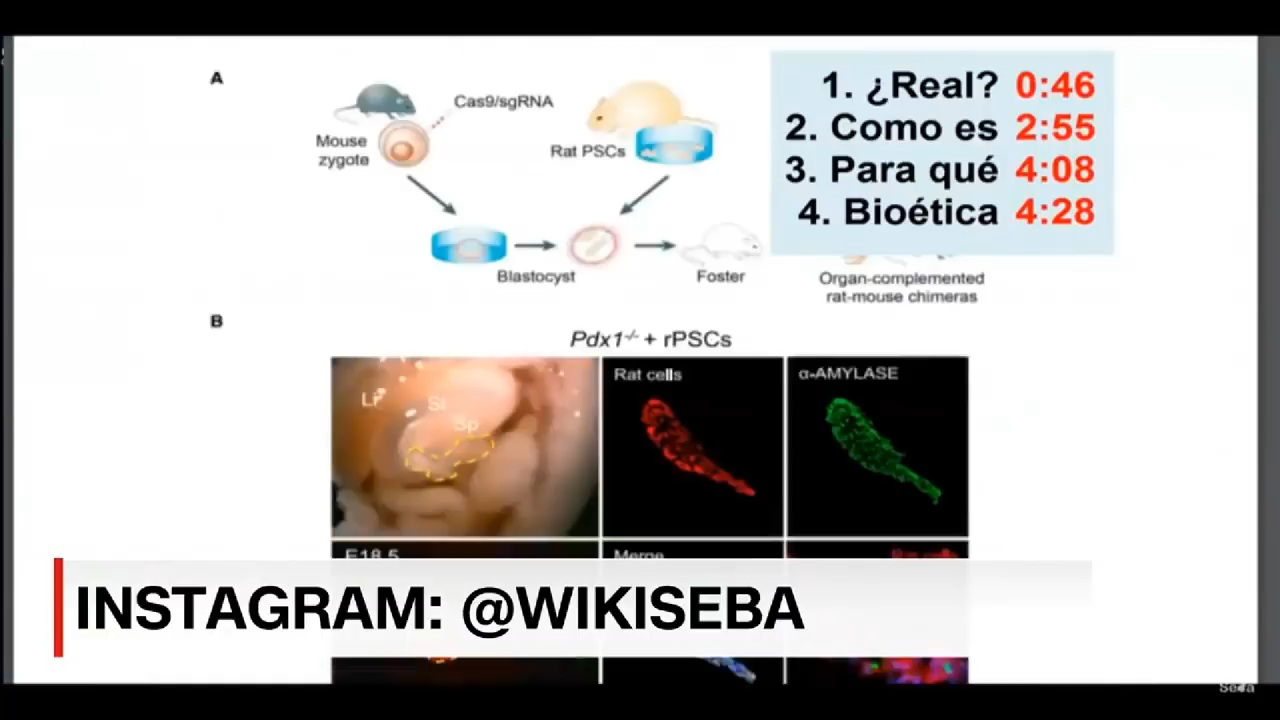 A
Cas9/sgRNA
Mouse
zygote
Rat PSCs
1. ¿Real? 0:46
2. Como es 2:55
3. Para qué 4:08
4. Bioética 4:28
Blastocyst
Foster
Organ-complemented
rat-mouse chimeras
B
Pdx1-/- + rPSCs
Rat cells
α-AMYLASE
Sp
E18.5
Merge
Rat cells
INSTAGRAM: @WIKISEBA